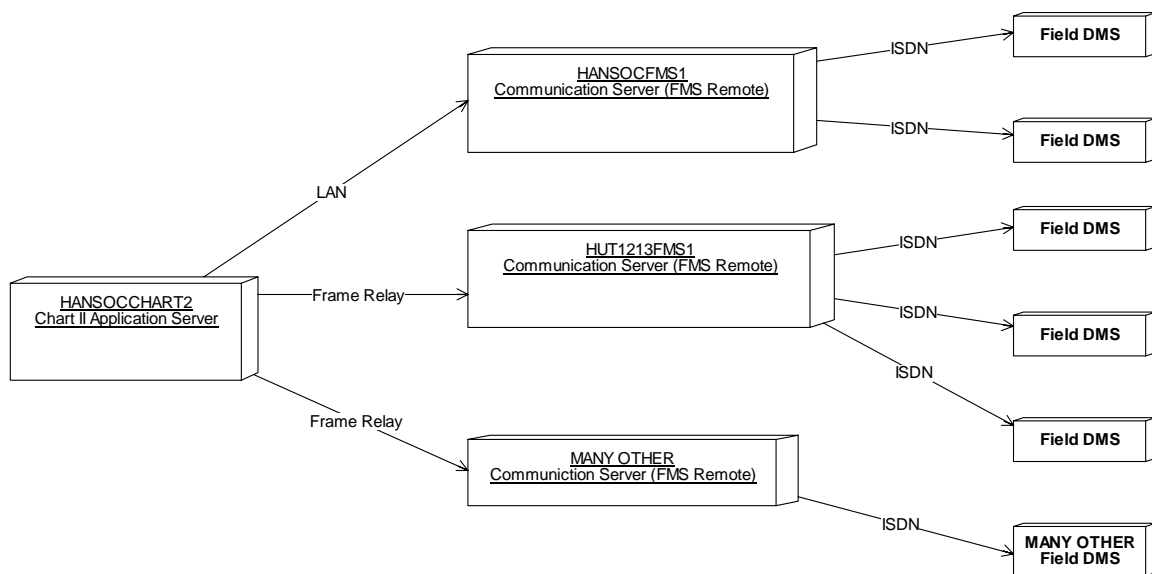 HANSOCCHART2
Chart II Application Server
LAN
Frame Relay
Frame Relay
HANSOCFMS1
Communication Server (FMS Remote)
HUT1213FMS1
Communication Server (FMS Remote)
MANY OTHER
Communiction Server (FMS Remote)
ISDN
ISDN
ISDN
ISDN
ISDN
ISDN
Field DMS
Field DMS
Field DMS
Field DMS
Field DMS
MANY OTHER
Field DMS